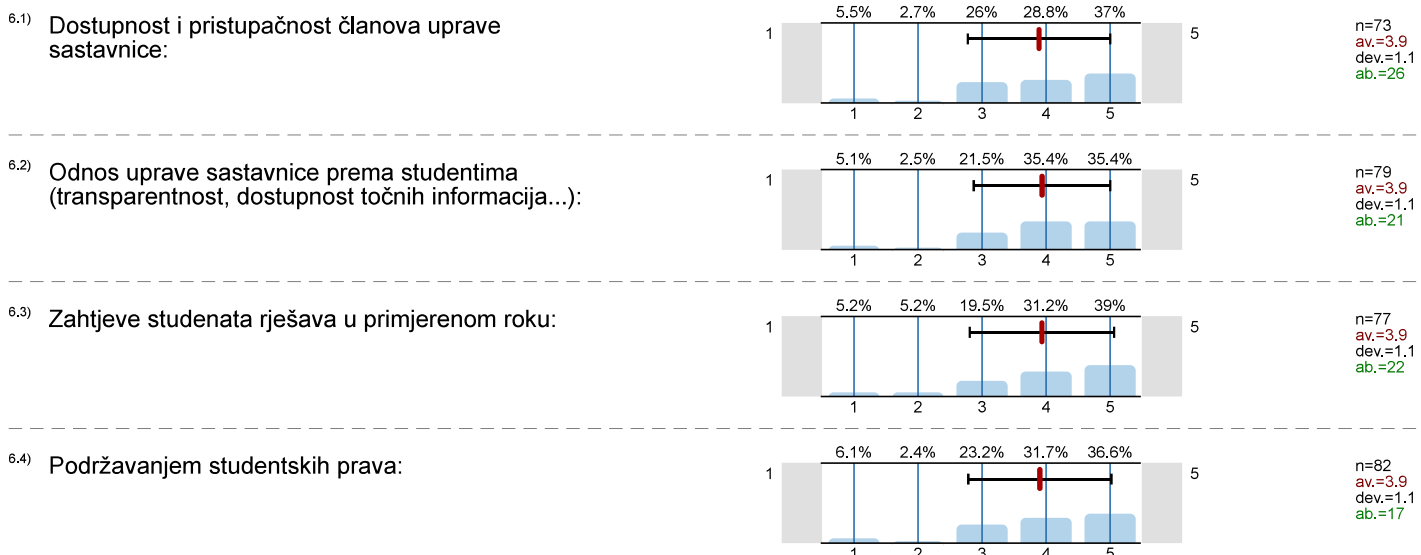 6.1) Dostupnost i pristupačnost članova uprave
sastavnice:
5.5% 2.7% 26% 28.8% 37%
1 5
1 2 3 4 5
n=73
av.=3.9
dev.=1.1
ab.=26
6.2) Odnos uprave sastavnice prema studentima
(transparentnost, dostupnost točnih informacija...):
5.1% 2.5% 21.5% 35.4% 35.4%
1 5
1 2 3 4 5
n=79
av.=3.9
dev.=1.1
ab.=21
6.3) Zahtjeve studenata rješava u primjerenom roku:
5.2% 5.2% 19.5% 31.2% 39%
1 5
1 2 3 4 5
n=77
av.=3.9
dev.=1.1
ab.=22
6.4) Podržavanjem studentskih prava:
6.1% 2.4% 23.2% 31.7% 36.6%
1 5
1 2 3 4 5
n=82
av.=3.9
dev.=1.1
ab.=17